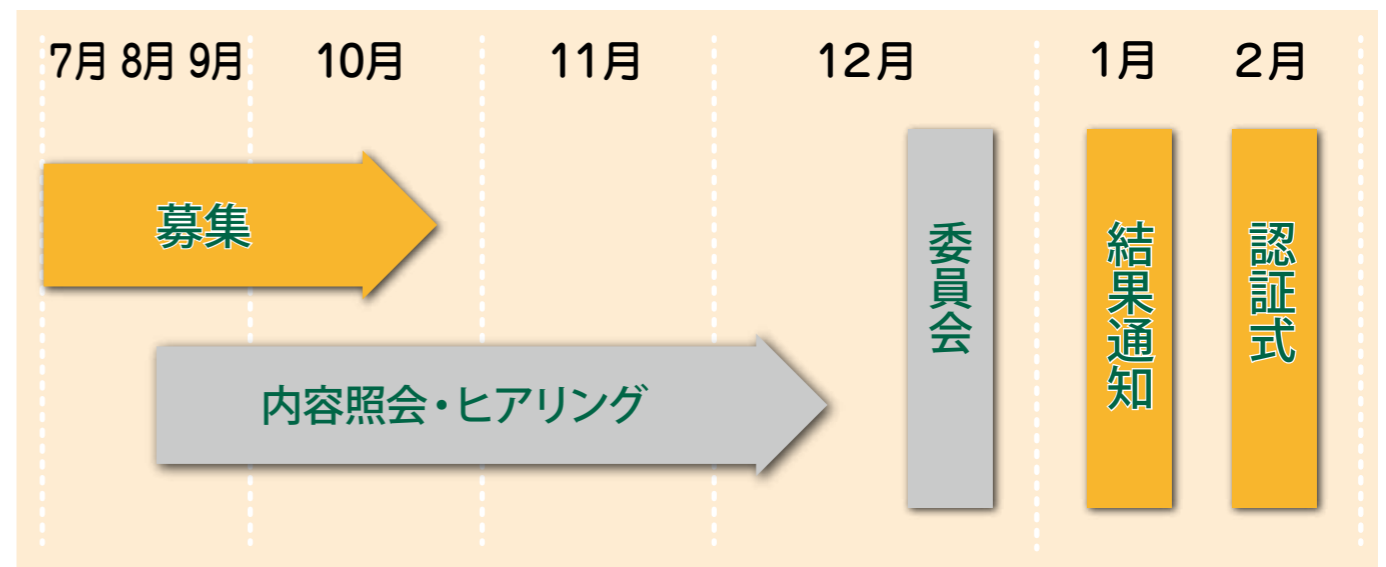 7月 8月 9月 10月 11月 12月 1月 2月
募集
内容照会・ヒアリング
委員会
結果通知
認証式